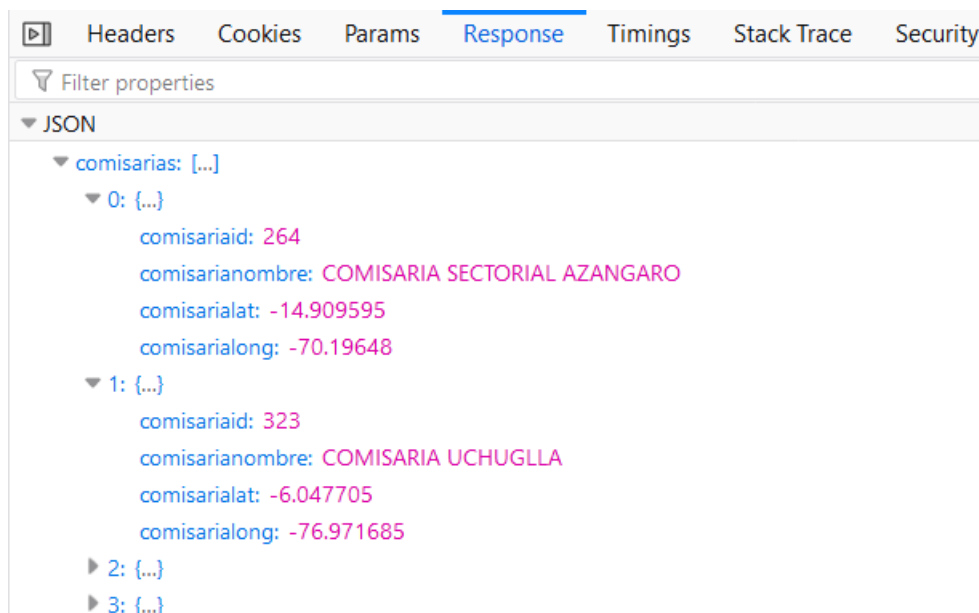 Headers Cookies Params Response Timings Stack Trace Security
Filter properties
JSON
comisarias: […]
0: {…}
comisariaid: 264
comisarianombre: COMISARIA SECTORIAL AZANGARO
comisarialat: -14.909595
comisarialong: -70.19648
1: {…}
comisariaid: 323
comisarianombre: COMISARIA UCHUGLLA
comisarialat: -6.047705
comisarialong: -76.971685
2: {…}
3: {…}